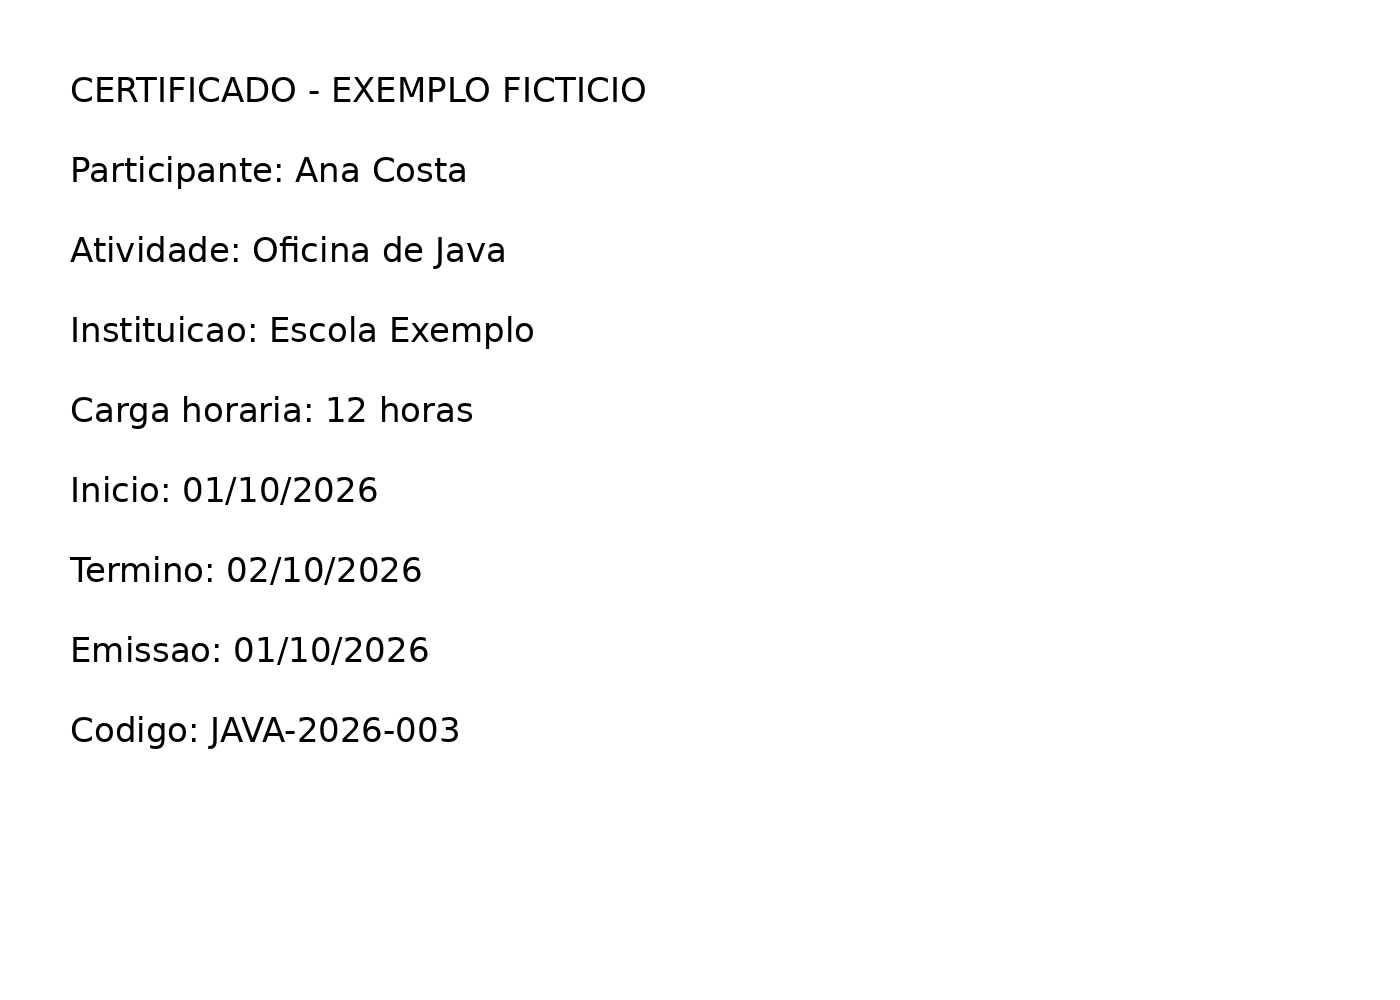 CERTIFICADO - EXEMPLO FICTICIO
Participante: Ana Costa
Atividade: Oficina de Java
Instituicao: Escola Exemplo
Carga horaria: 12 horas
Inicio: 01/10/2026
Termino: 02/10/2026
Emissao: 01/10/2026
Codigo: JAVA-2026-003